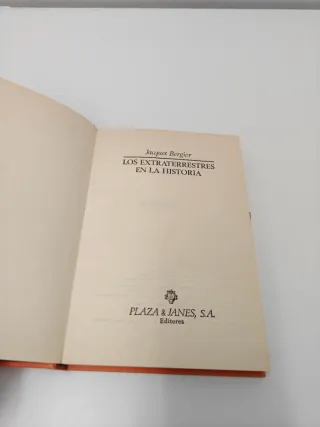 Jacques Bergier
LOS EXTRATERRESTRES
EN LA HISTORIA
PLAZA & JANES, S.A.
Editores